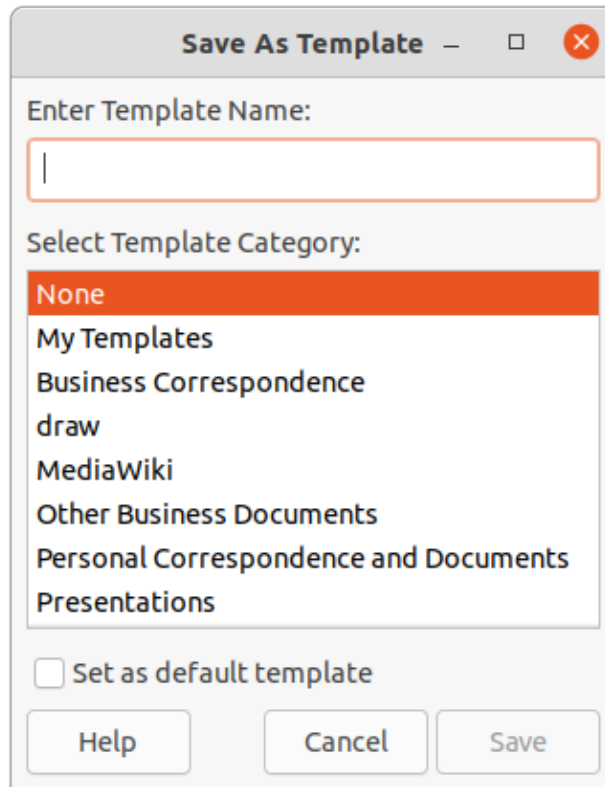 Save As Template
Enter Template Name:
Select Template Category:
None
My Templates
Business Correspondence
draw
MediaWiki
Other Business Documents
Personal Correspondence and Documents
Presentations
Set as default template
Help Cancel Save